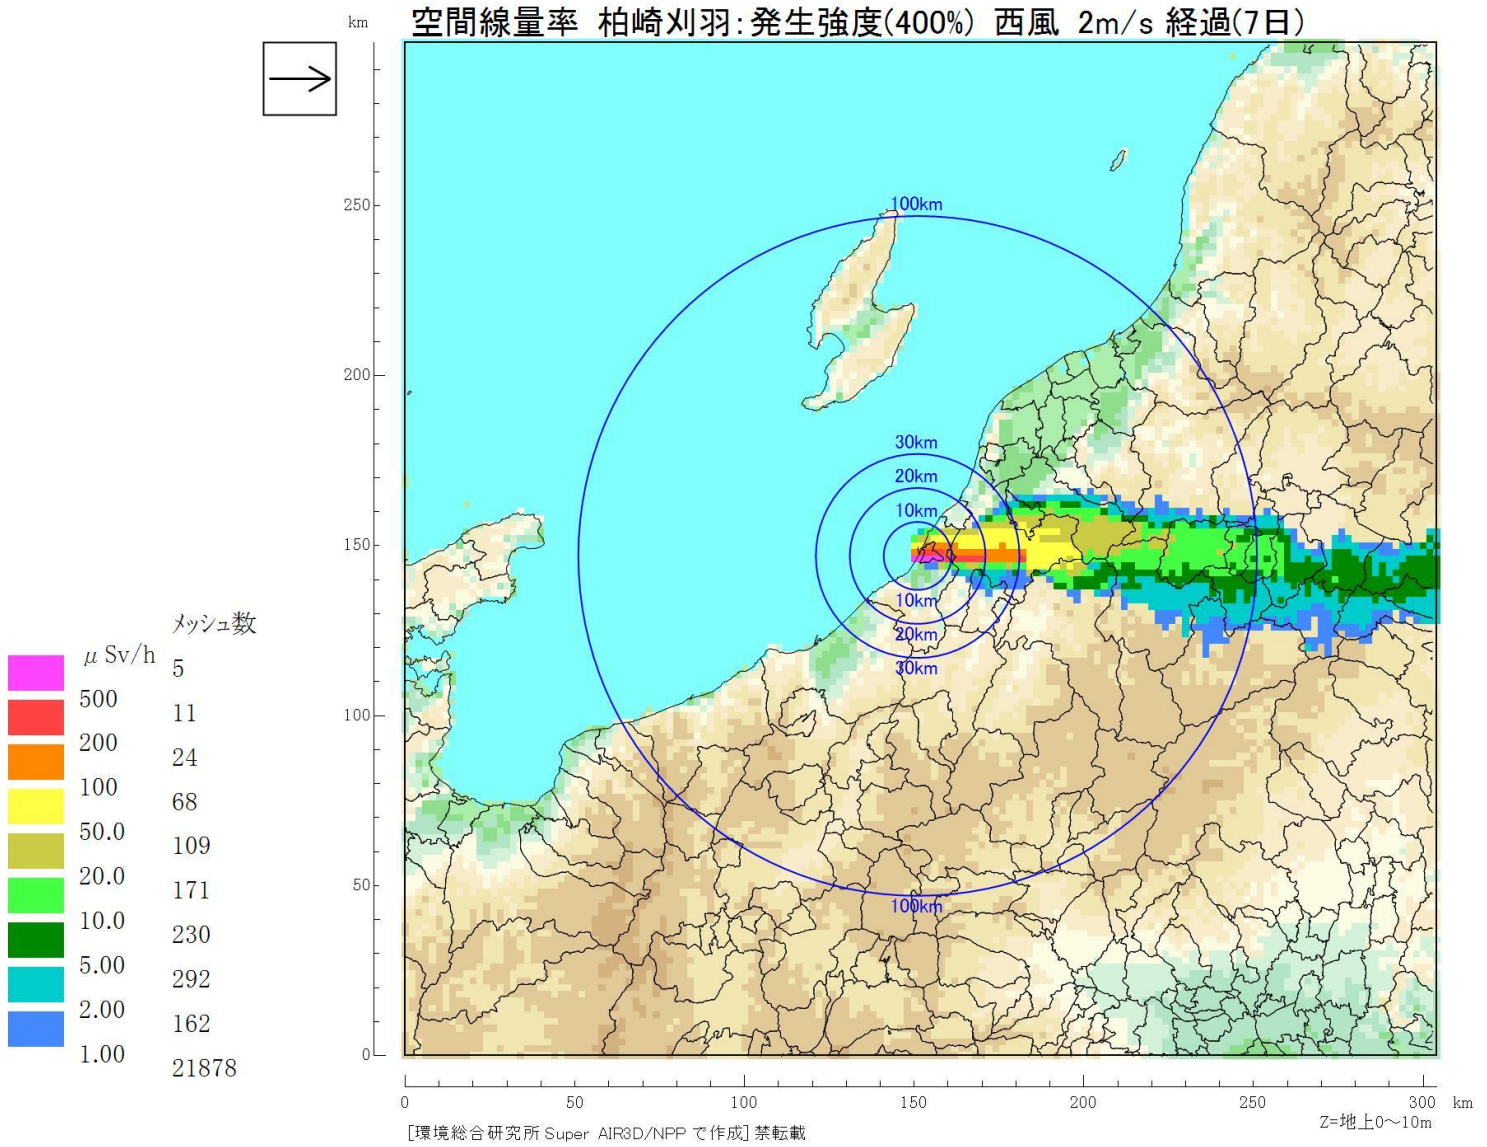 空間線量率 柏崎刈羽:発生強度(400%) 西風 2m/s 経過(7日)
km
250
200
150
100
50
0
100km
30km
20km
10km
10km
20km
30km
100km
メッシュ数
μ Sv/h
5
500
11
200
24
100
68
50.0
109
20.0
171
10.0
230
5.00
292
2.00
162
1.00
21878
0 50 100 150 200 250 300 km
Z=地上0～10m
[環境総合研究所 Super AIR3D/NPP で作成] 禁転載